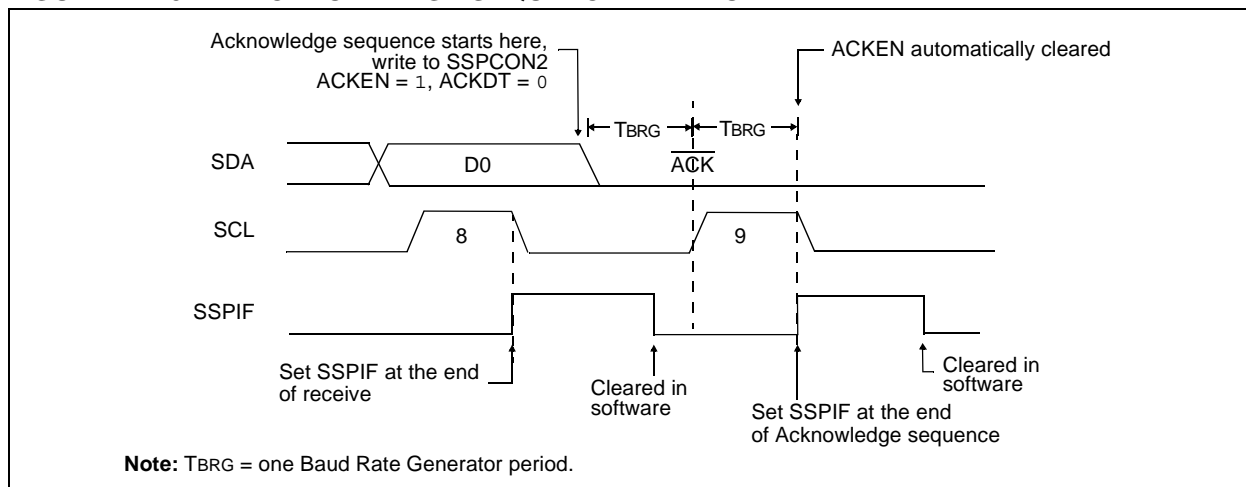 Acknowledge sequence starts here,
write to SSPCON2
ACKEN = 1, ACKDT = 0
ACKEN automatically cleared
TBRG
TBRG
SDA
D0
ACK
SCL
8
9
SSPIF
Set SSPIF at the end
of receive
Cleared in
software
Set SSPIF at the end
of Acknowledge sequence
Cleared in
software
Note: TBRG = one Baud Rate Generator period.